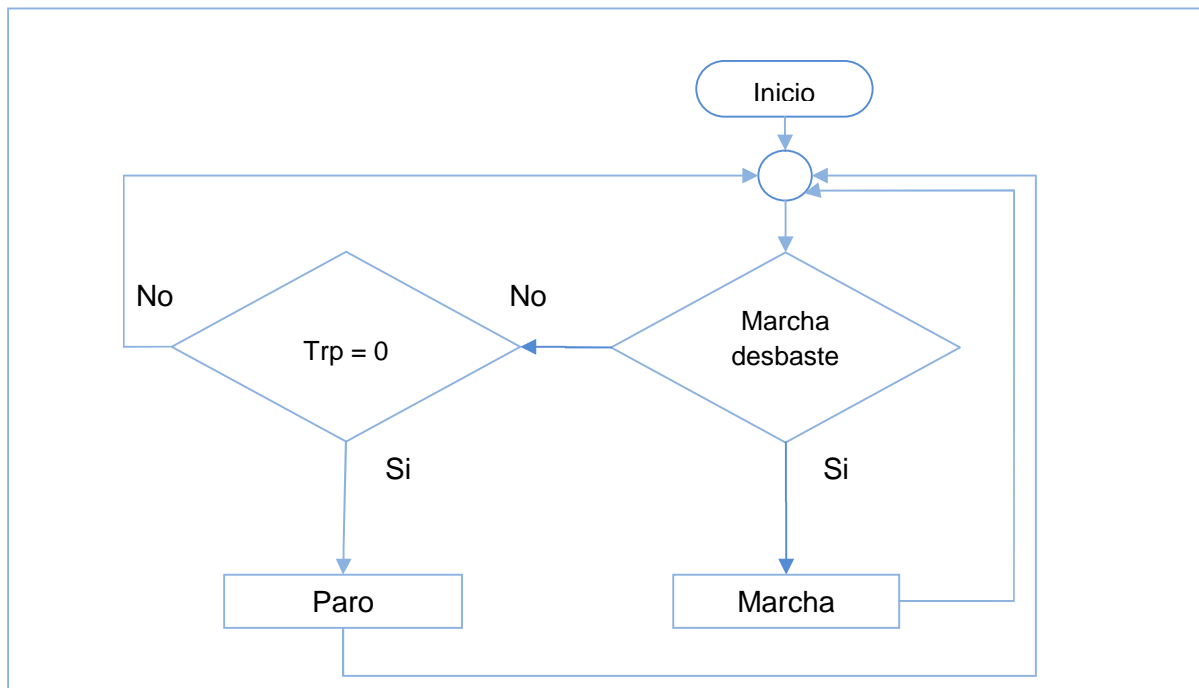 Inicio
No
No
Marcha
desbaste
Trp = 0
Si
Si
Paro
Marcha